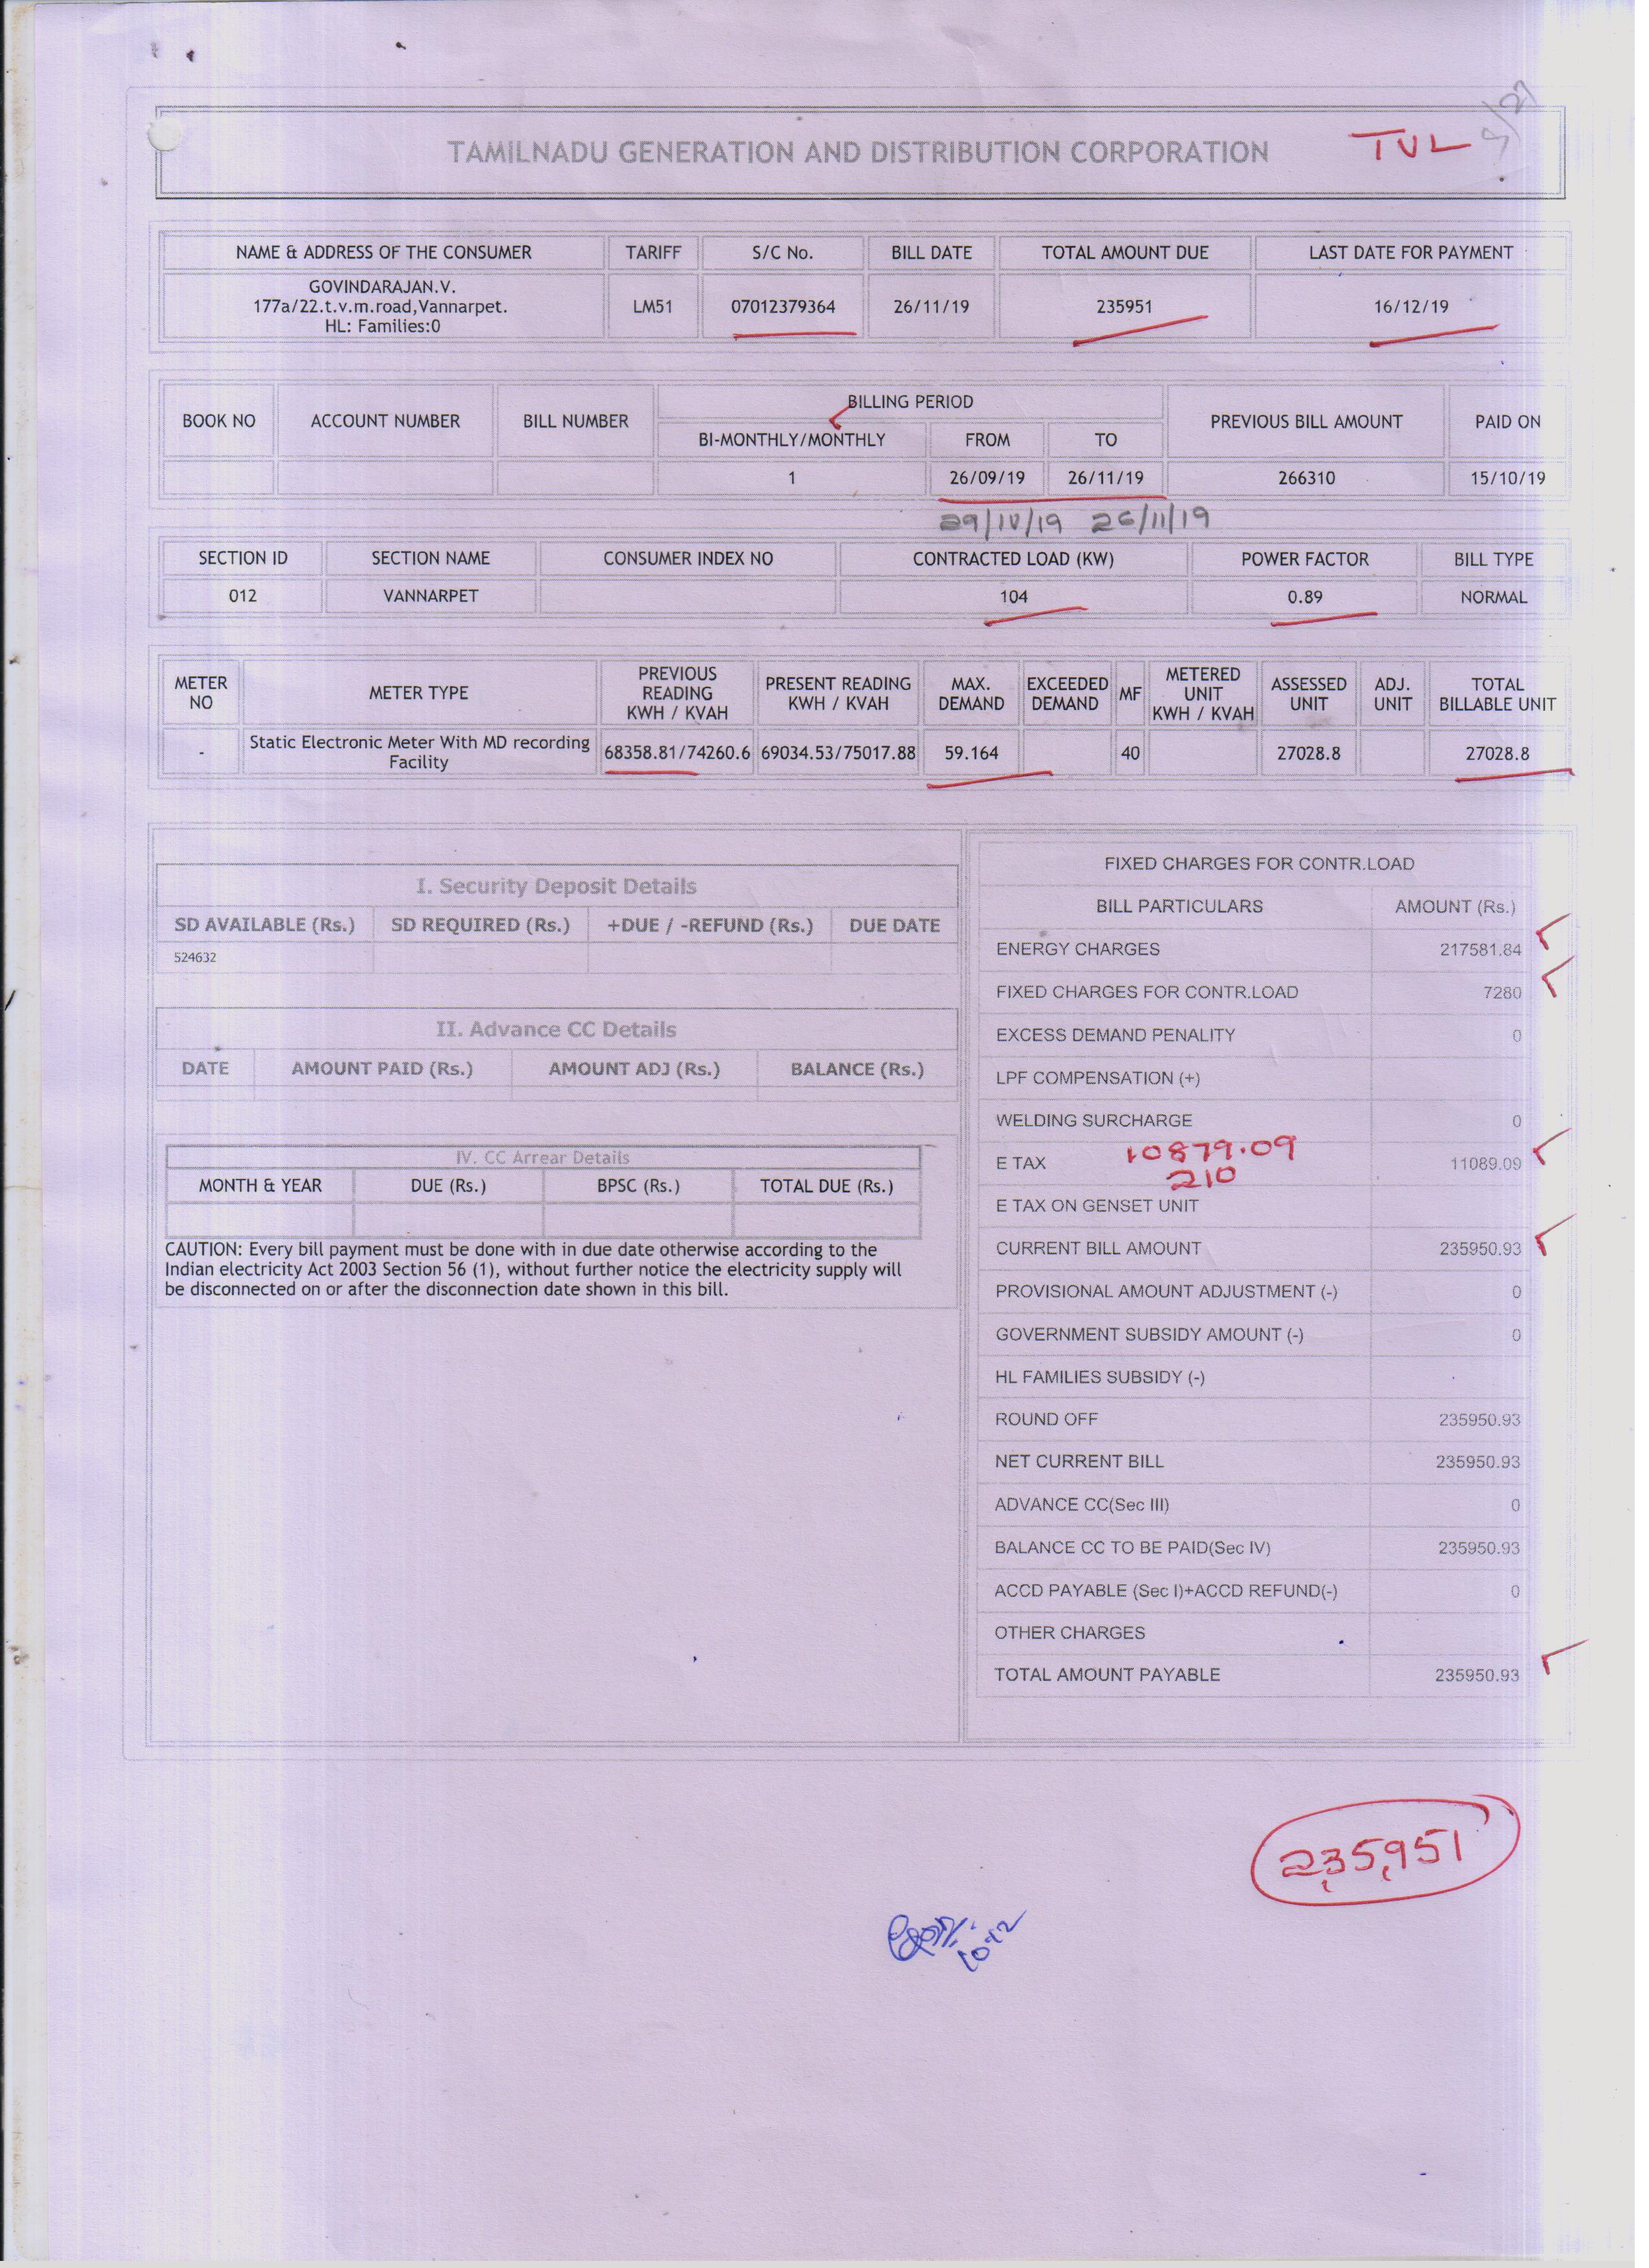 TAMILNADU GENERATION AND DISTRIBUTION CORPORATION TVL
NAME & ADDRESS OF THE CONSUMER TARIFF S/C No. BILL DATE TOTAL AMOUNT DUE LAST DATE FOR PAYMENT
GOVINDARAJAN.V.
177a/22.t.v.m.road,Vannarpet. LM51 07012379364 26/11/19 235951 16/12/19
HL: Families:0
BILLING PERIOD
BOOK NO ACCOUNT NUMBER BILL NUMBER PREVIOUS BILL AMOUNT PAID ON
BI-MONTHLY/MONTHLY FROM TO
1 26/09/19 26/11/19 266310 15/10/19
29/10/19 26/11/19
SECTION ID SECTION NAME CONSUMER INDEX NO CONTRACTED LOAD (KW) POWER FACTOR BILL TYPE
012 VANNARPET 104 0.89 NORMAL
METER NO METER TYPE PREVIOUS READING KWH / KVAH PRESENT READING KWH / KVAH MAX. DEMAND EXCEEDED DEMAND MF METERED UNIT KWH / KVAH ASSESSED UNIT ADJ. UNIT TOTAL BILLABLE UNIT
- Static Electronic Meter With MD recording Facility 68358.81/74260.6 69034.53/75017.88 59.164 40 27028.8 27028.8
I. Security Deposit Details
SD AVAILABLE (Rs.) SD REQUIRED (Rs.) +DUE / -REFUND (Rs.) DUE DATE
524632
II. Advance CC Details
DATE AMOUNT PAID (Rs.) AMOUNT ADJ (Rs.) BALANCE (Rs.)
IV. CC Arrear Details
MONTH & YEAR DUE (Rs.) BPSC (Rs.) TOTAL DUE (Rs.)
CAUTION: Every bill payment must be done with in due date otherwise according to the
Indian electricity Act 2003 Section 56 (1), without further notice the electricity supply will
be disconnected on or after the disconnection date shown in this bill.
FIXED CHARGES FOR CONTR.LOAD
BILL PARTICULARS AMOUNT (Rs.)
ENERGY CHARGES 217581.84
FIXED CHARGES FOR CONTR.LOAD 7280
EXCESS DEMAND PENALITY 0
LPF COMPENSATION (+)
WELDING SURCHARGE 0
10879.09
E TAX 11089.09
210
E TAX ON GENSET UNIT
CURRENT BILL AMOUNT 235950.93
PROVISIONAL AMOUNT ADJUSTMENT (-) 0
GOVERNMENT SUBSIDY AMOUNT (-) 0
HL FAMILIES SUBSIDY (-)
ROUND OFF 235950.93
NET CURRENT BILL 235950.93
ADVANCE CC(Sec III) 0
BALANCE CC TO BE PAID(Sec IV) 235950.93
ACCD PAYABLE (Sec I)+ACCD REFUND(-) 0
OTHER CHARGES
TOTAL AMOUNT PAYABLE 235950.93
235,951